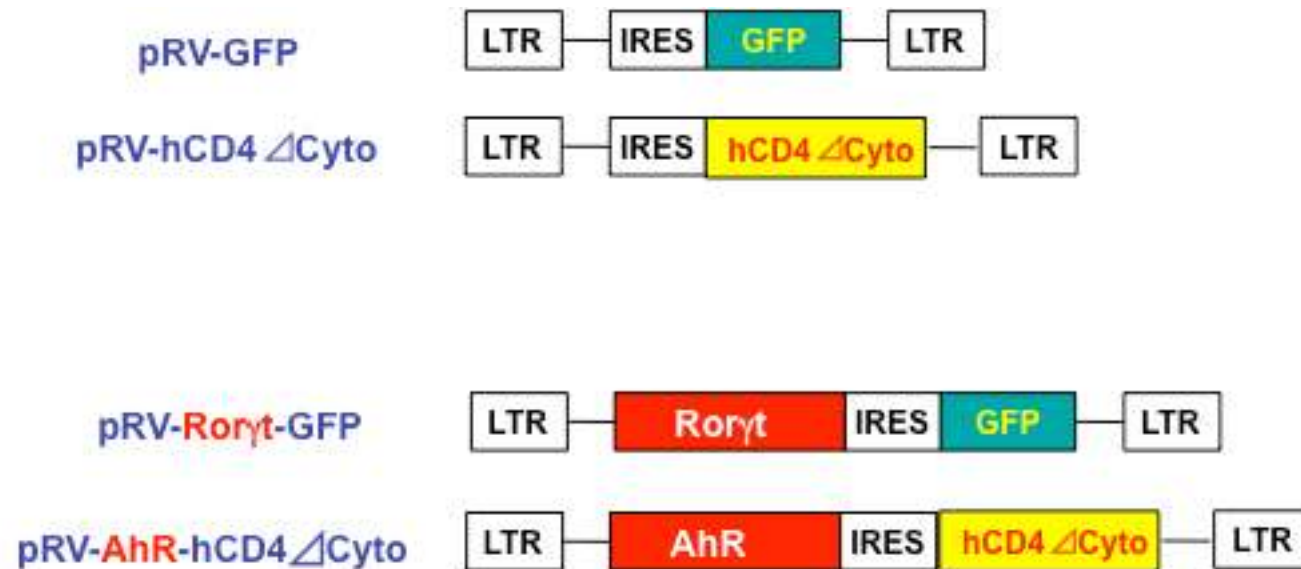 pRV-GFP LTR IRES GFP LTR
pRV-hCD4⊿Cyto LTR IRES hCD4⊿Cyto LTR
pRV-Rorγt-GFP LTR Rorγt IRES GFP LTR
pRV-AhR-hCD4⊿Cyto LTR AhR IRES hCD4⊿Cyto LTR